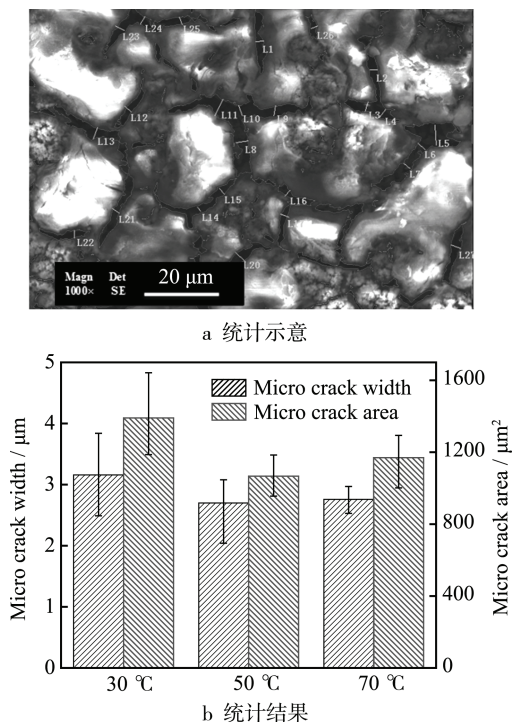 L24
L25
L23
L1
L26
L2
L12
L11
L10
L9
L3
L4
L13
L8
L5
L6
L7
L15
L16
L21
L14
L22
L20
L27
Magn Det
1000× SE
20 μm
a 统计示意
5
4
3
2
1
0
Micro crack width / μm
Micro crack width
Micro crack area
1600
1200
800
400
0
Micro crack area / μm²
30 ℃ 50 ℃ 70 ℃
b 统计结果